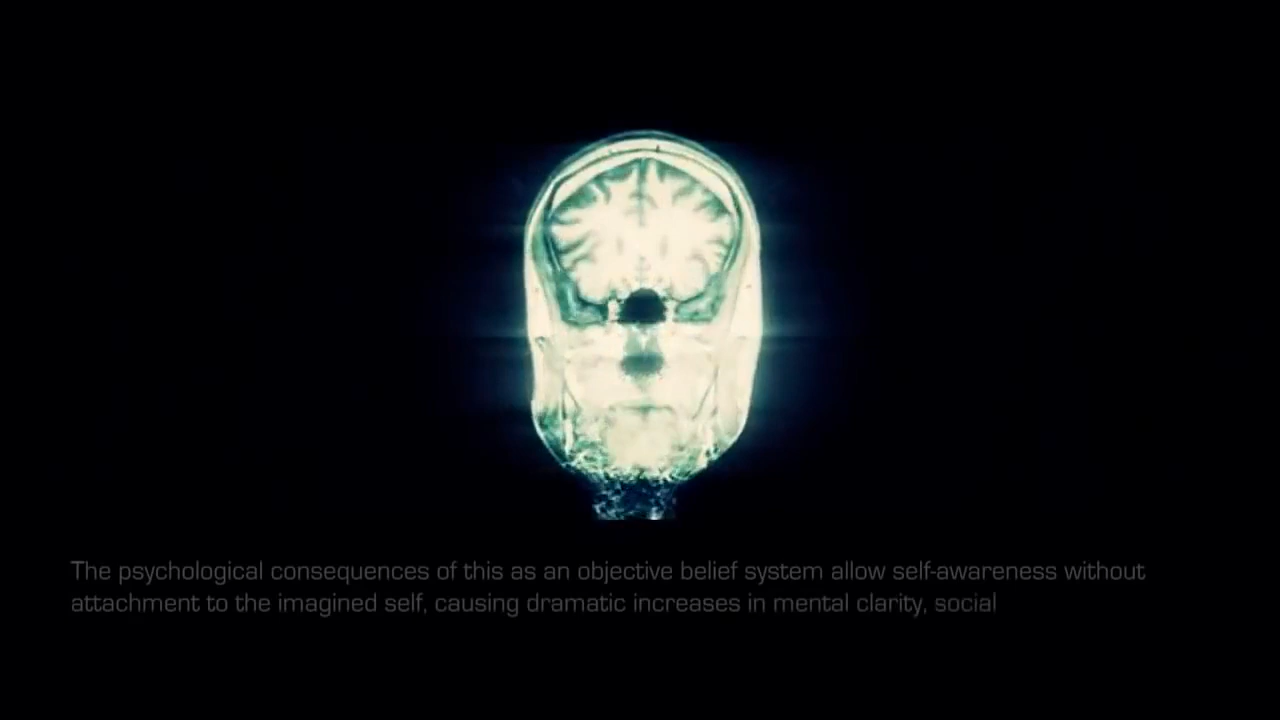 The psychological consequences of this as an objective belief system allow self-awareness without
attachment to the imagined self, causing dramatic increases in mental clarity, social